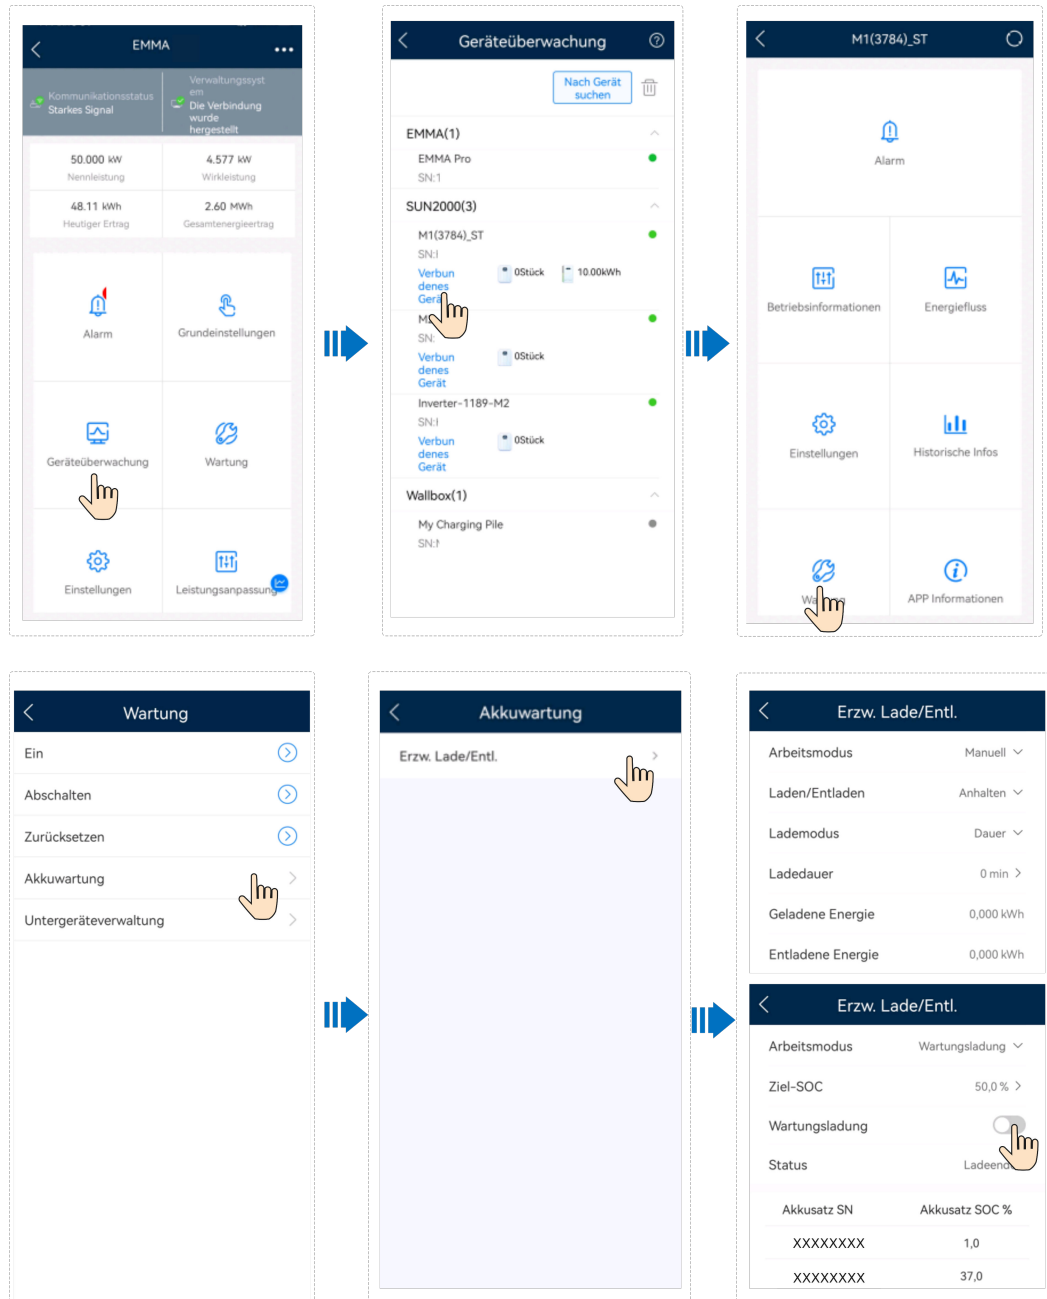 EMMA
Kommunikationsstatus
Starkes Signal
Verwaltungssyst
em
Die Verbindung
wurde
hergestellt
50.000 kW
Nennleistung
4.577 kW
Wirkleistung
48.11 kWh
Heutiger Ertrag
2.60 MWh
Gesamtenergieertrag
Alarm
Grundeinstellungen
Geräteüberwachung
Wartung
Einstellungen
Leistungsanpassung
Geräteüberwachung
Nach Gerät
suchen
EMMA(1)
EMMA Pro
SN:1
SUN2000(3)
M1(3784)_ST
SN:
Verbun
denes
Gerät
0Stück
10.00kWh
SN:
Verbun
denes
Gerät
0Stück
Inverter-1189-M2
SN:
Verbun
denes
Gerät
0Stück
Wallbox(1)
My Charging Pile
SN:
M1(3784)_ST
Alarm
Betriebsinformationen
Energiefluss
Einstellungen
Historische Infos
Wartung
APP Informationen
Wartung
Ein
Abschalten
Zurücksetzen
Akkuwartung
Untergeräteverwaltung
Akkuwartung
Erzw. Lade/Entl.
Erzw. Lade/Entl.
Arbeitsmodus Manuell
Laden/Entladen Anhalten
Lademodus Dauer
Ladedauer 0 min
Geladene Energie 0,000 kWh
Entladene Energie 0,000 kWh
Erzw. Lade/Entl.
Arbeitsmodus Wartungsladung
Ziel-SOC 50,0 %
Wartungsladung
Status Ladeend
Akkusatz SN Akkusatz SOC %
XXXXXXXX 1,0
XXXXXXXX 37,0